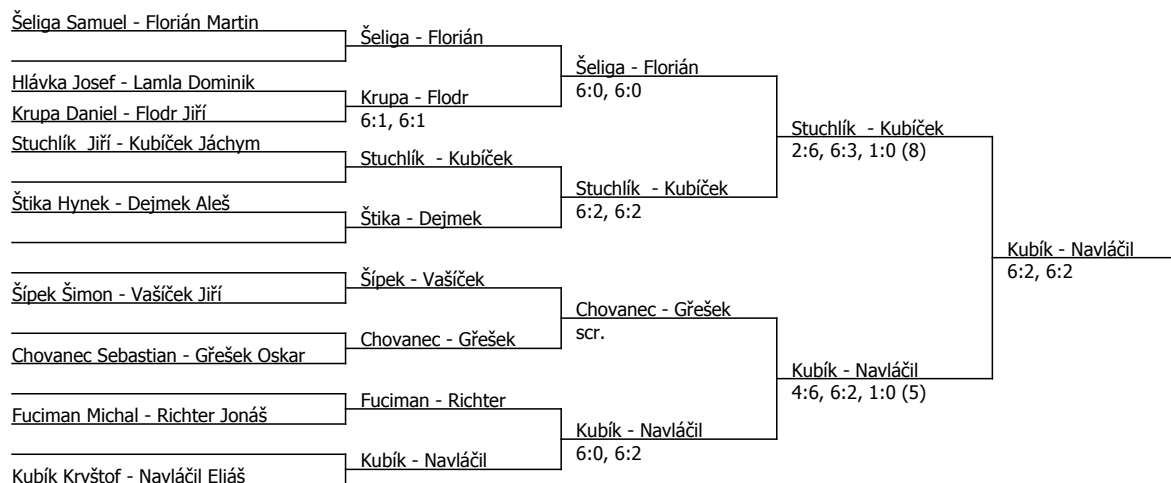 Šeliga Samuel - Florián Martin
Hlávka Josef - Lamla Dominik
Krupa Daniel - Flodr Jiří
Stuchlík  Jiří - Kubíček Jáchym
Štika Hynek - Dejmek Aleš
Šípek Šimon - Vašíček Jiří
Chovanec Sebastian - Gřešek Oskar
Fuciman Michal - Richter Jonáš
Kubík Kryštof - Navláčil Eliáš
Šeliga - Florián
Krupa - Flodr
6:1, 6:1
Stuchlík  - Kubíček
Štika - Dejmek
Šípek - Vašíček
Chovanec - Gřešek
Fuciman - Richter
Kubík - Navláčil
Šeliga - Florián
6:0, 6:0
Stuchlík  - Kubíček
6:2, 6:2
Chovanec - Gřešek
scr.
Kubík - Navláčil
6:0, 6:2
Stuchlík  - Kubíček
2:6, 6:3, 1:0 (8)
Kubík - Navláčil
4:6, 6:2, 1:0 (5)
Kubík - Navláčil
6:2, 6:2